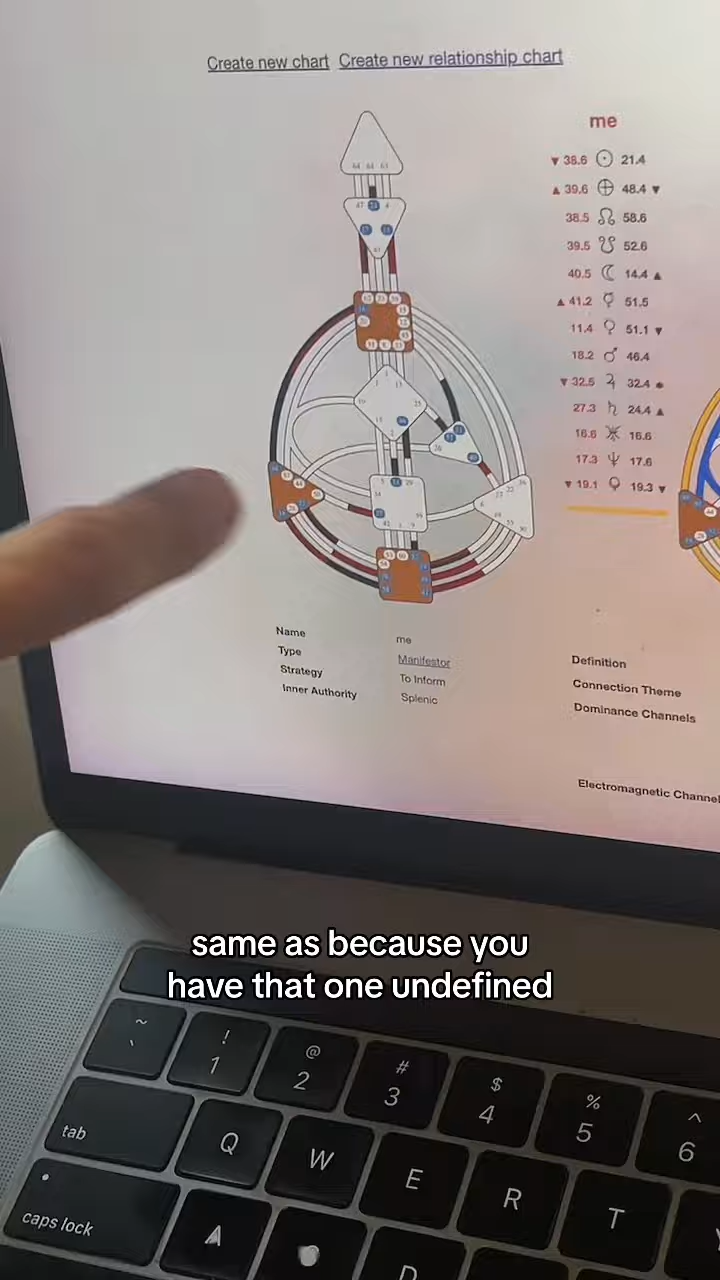 Create new chart Create new relationship chart
me
▼ 38.6 21.4
▲ 39.6 48.4 ▼
38.5 58.6
39.5 52.6
40.5 14.4 ▲
▲ 41.2 51.5
11.4 51.1 ▼
18.2 46.4
▼ 32.5 32.4
27.3 24.4 ▲
16.6 16.6
17.3 17.6
▼ 19.1 19.3 ▼
Name me
Type Manifestor
Strategy To Inform
Inner Authority Splenic
Definition
Connection Theme
Dominance Channels
Electromagnetic Channel
same as because you
have that one undefined
~ ! @ # $ % ^
` 1 2 3 4 5 6
tab Q W E R T
caps lock A D